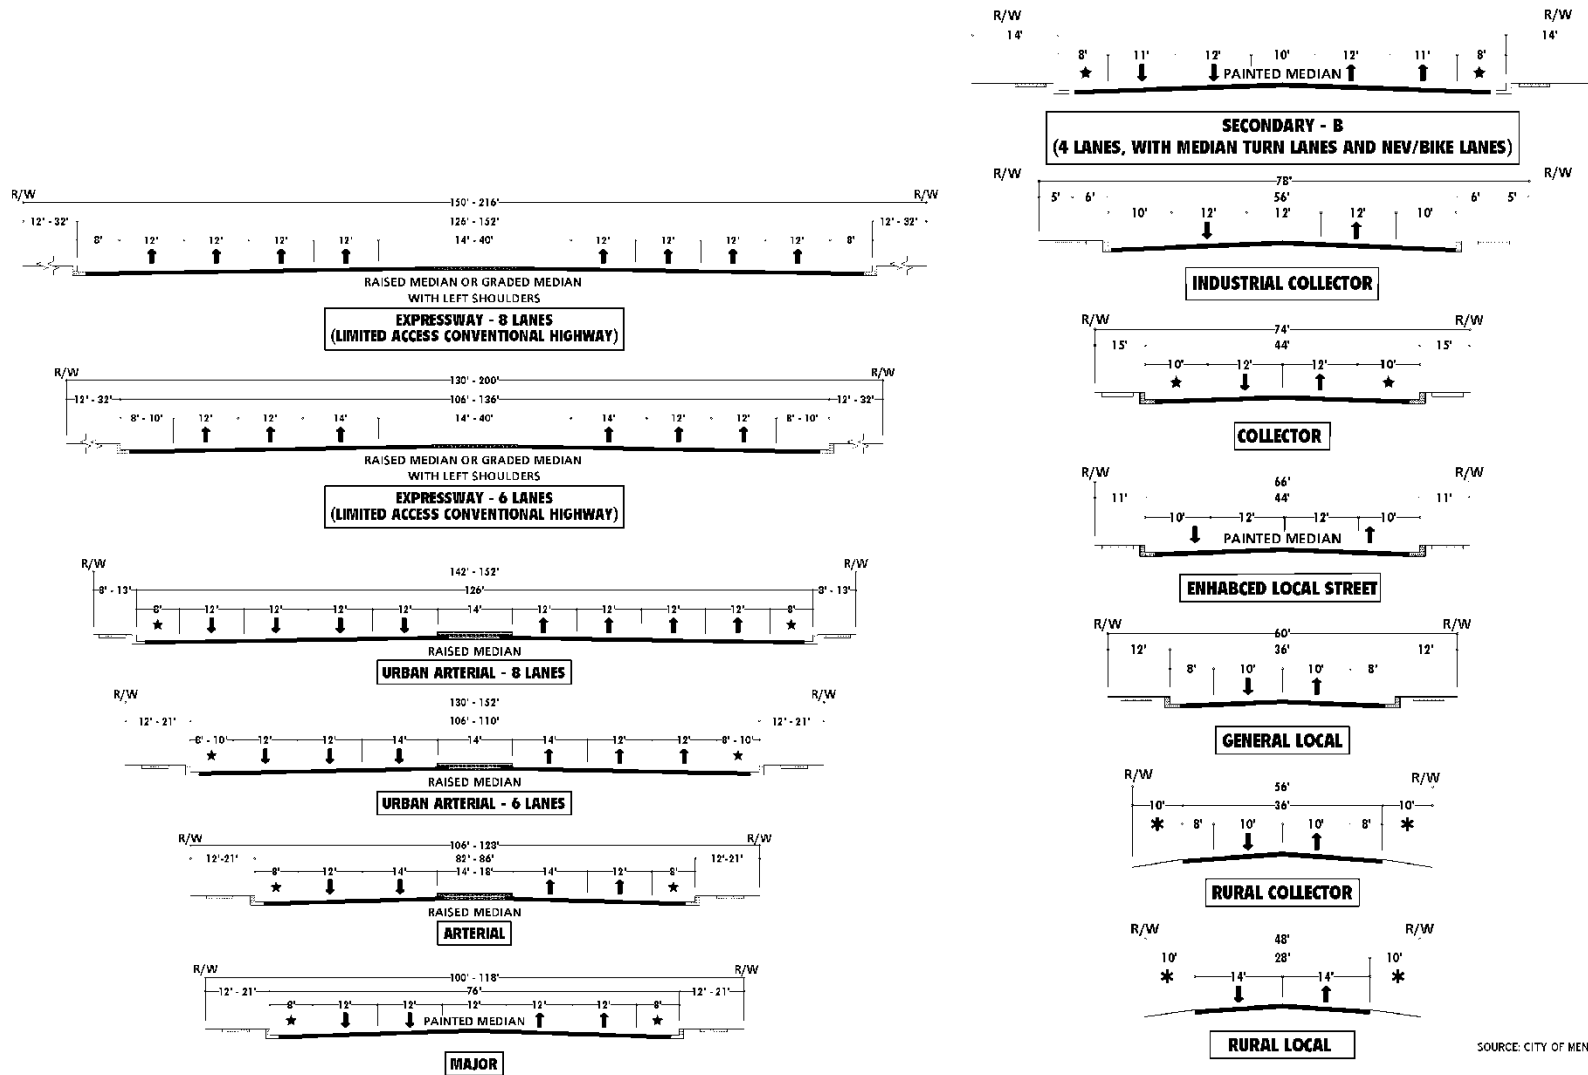 R/W R/W
150' - 216'
12' - 32' 126' - 152' 12' - 32'
8' 12' 12' 12' 12' 14' - 40' 12' 12' 12' 12' 8'
RAISED MEDIAN OR GRADED MEDIAN
WITH LEFT SHOULDERS
EXPRESSWAY - 8 LANES
(LIMITED ACCESS CONVENTIONAL HIGHWAY)
R/W R/W
130' - 200'
12' - 32' 106' - 136' 12' - 32'
8' - 10' 12' 12' 14' 14' - 40' 14' 12' 12' 8' - 10'
RAISED MEDIAN OR GRADED MEDIAN
WITH LEFT SHOULDERS
EXPRESSWAY - 6 LANES
(LIMITED ACCESS CONVENTIONAL HIGHWAY)
R/W R/W
142' - 152'
8' - 13' 126' 8' - 13'
8' 12' 12' 12' 12' 14' 12' 12' 12' 12' 8'
RAISED MEDIAN
URBAN ARTERIAL - 8 LANES
R/W R/W
130' - 152'
12' - 21' 106' - 110' 12' - 21'
8' - 10' 12' 12' 14' 14' 14' 12' 12' 8' - 10'
RAISED MEDIAN
URBAN ARTERIAL - 6 LANES
R/W R/W
106' - 128'
12'-21' 82' - 86' 12'-21'
8' 12' 14' 14' - 18' 14' 12' 8'
RAISED MEDIAN
ARTERIAL
R/W R/W
100' - 118'
12' - 21' 76' 12' - 21'
8' 12' 12' 12' 12' 12' 8'
PAINTED MEDIAN
MAJOR
R/W R/W
14' 14'
8' 11' 12' 10' 12' 11' 8'
PAINTED MEDIAN
SECONDARY - B
(4 LANES, WITH MEDIAN TURN LANES AND NEV/BIKE LANES)
R/W R/W
78'
5' 6' 56' 6' 5'
10' 12' 12' 12' 10'
INDUSTRIAL COLLECTOR
R/W R/W
74'
15' 44' 15'
10' 12' 12' 10'
COLLECTOR
R/W R/W
66'
11' 44' 11'
10' 12' 12' 10'
PAINTED MEDIAN
ENHABCED LOCAL STREET
R/W R/W
60'
12' 36' 12'
8' 10' 10' 8'
GENERAL LOCAL
R/W R/W
56'
10' 36' 10'
8' 10' 10' 8'
RURAL COLLECTOR
R/W R/W
48'
10' 28' 10'
14' 14'
RURAL LOCAL
SOURCE: CITY OF MEN